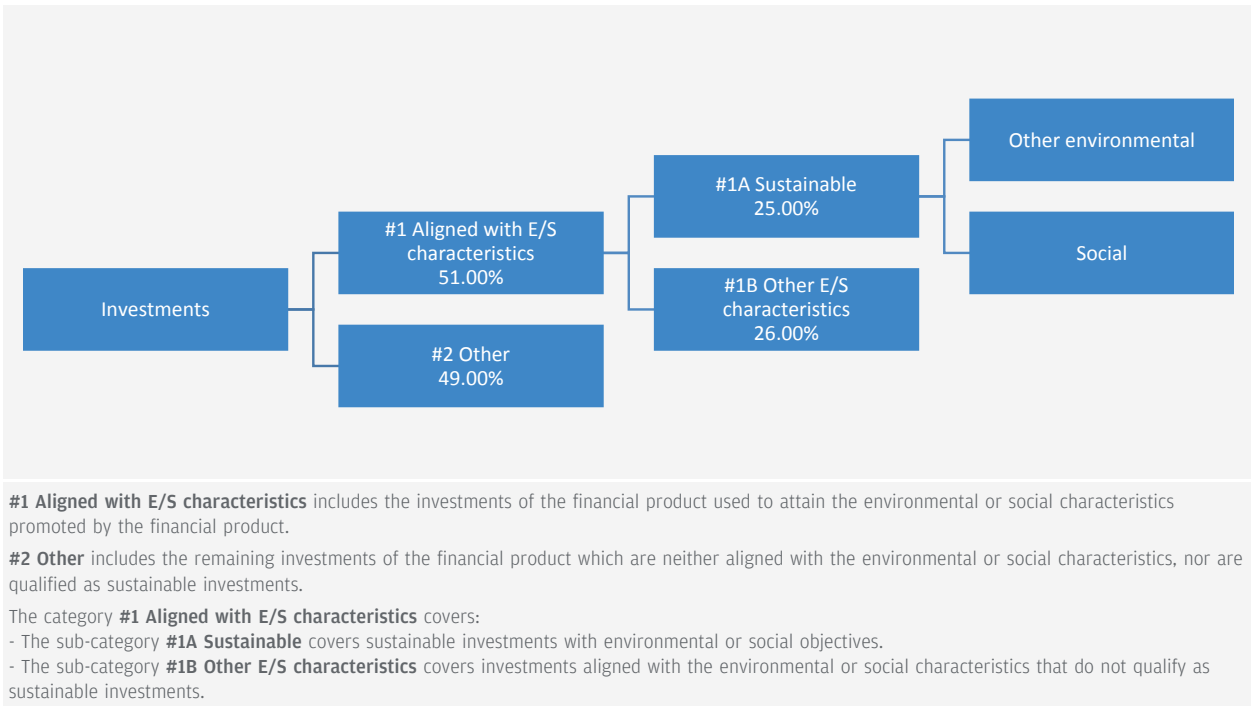 Investments
#1 Aligned with E/S
characteristics
51.00%
#2 Other
49.00%
#1A Sustainable
25.00%
#1B Other E/S
characteristics
26.00%
Other environmental
Social
#1 Aligned with E/S characteristics includes the investments of the financial product used to attain the environmental or social characteristics
promoted by the financial product.
#2 Other includes the remaining investments of the financial product which are neither aligned with the environmental or social characteristics, nor are
qualified as sustainable investments.
The category #1 Aligned with E/S characteristics covers:
- The sub-category #1A Sustainable covers sustainable investments with environmental or social objectives.
- The sub-category #1B Other E/S characteristics covers investments aligned with the environmental or social characteristics that do not qualify as
sustainable investments.